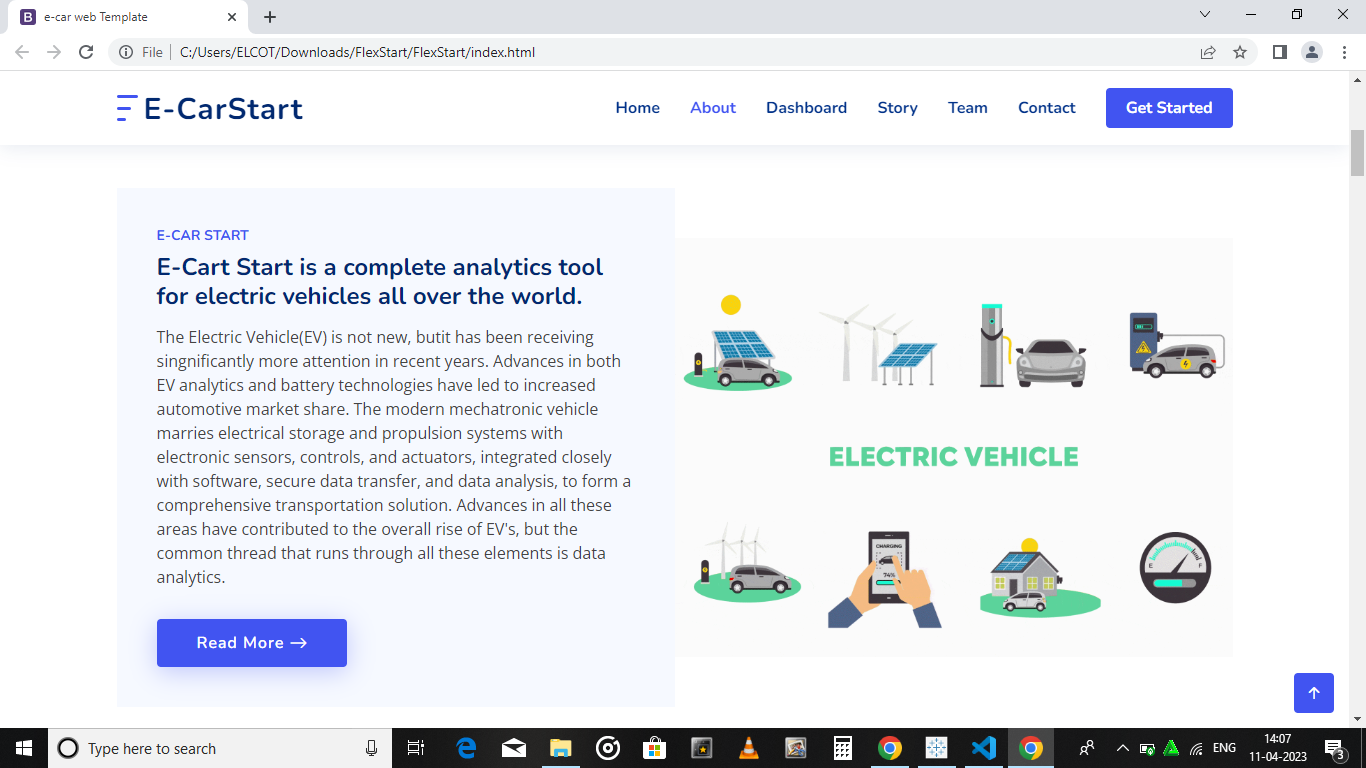 e-car web Template
File
C:/Users/ELCOT/Downloads/FlexStart/FlexStart/index.html
E-CarStart
Home About Dashboard Story Team Contact Get Started
E-CAR START
E-Cart Start is a complete analytics tool
for electric vehicles all over the world.
The Electric Vehicle(EV) is not new, butit has been receiving
singnificantly more attention in recent years. Advances in both
EV analytics and battery technologies have led to increased
automotive market share. The modern mechatronic vehicle
marries electrical storage and propulsion systems with
electronic sensors, controls, and actuators, integrated closely
with software, secure data transfer, and data analysis, to form a
comprehensive transportation solution. Advances in all these
areas have contributed to the overall rise of EV's, but the
common thread that runs through all these elements is data
analytics.
Read More →
ELECTRIC VEHICLE
CHARGING
74%
E F
Type here to search
ENG
14:07
11-04-2023
3